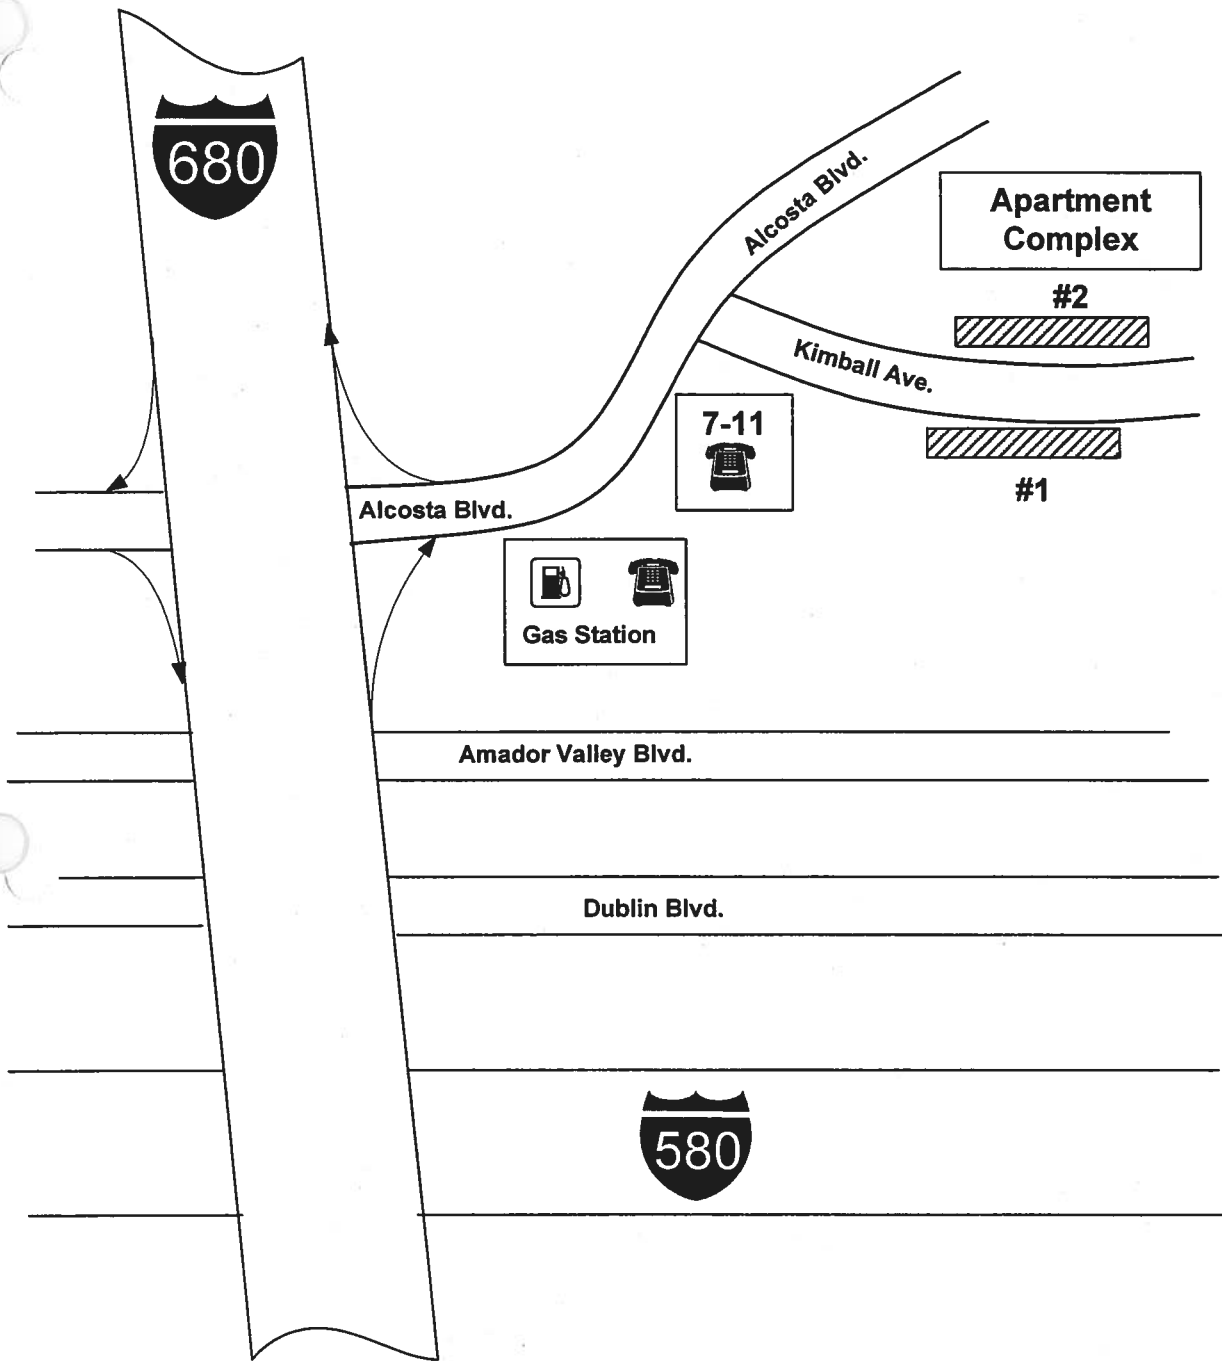 680
Alcosta Blvd.
Apartment
Complex
#2
Kimball Ave.
7-11
#1
Alcosta Blvd.
Gas Station
Amador Valley Blvd.
Dublin Blvd.
580